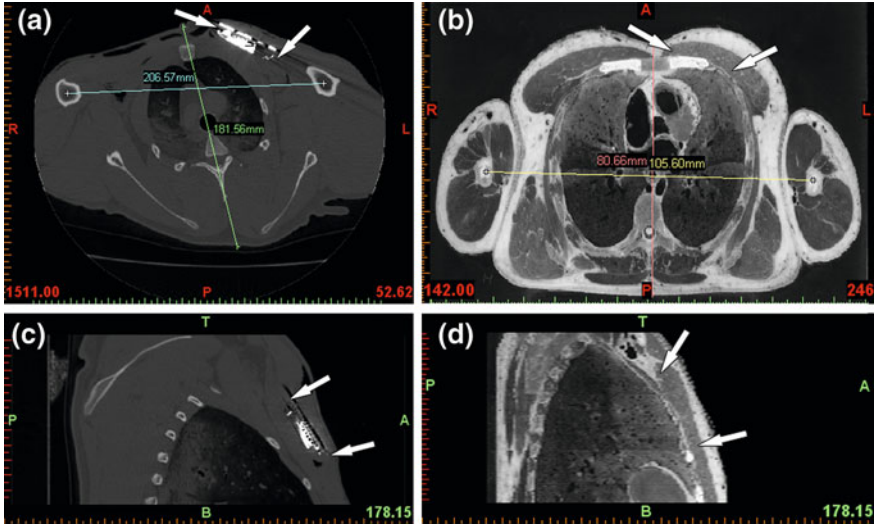 (a)
A
206.57mm
R
L
181.56mm
1511.00
P
52.62
(b)
A
R
L
80.66mm
105.60mm
H
142.00
P
246
(c)
T
P
A
B
178.15
(d)
T
P
A
B
178.15